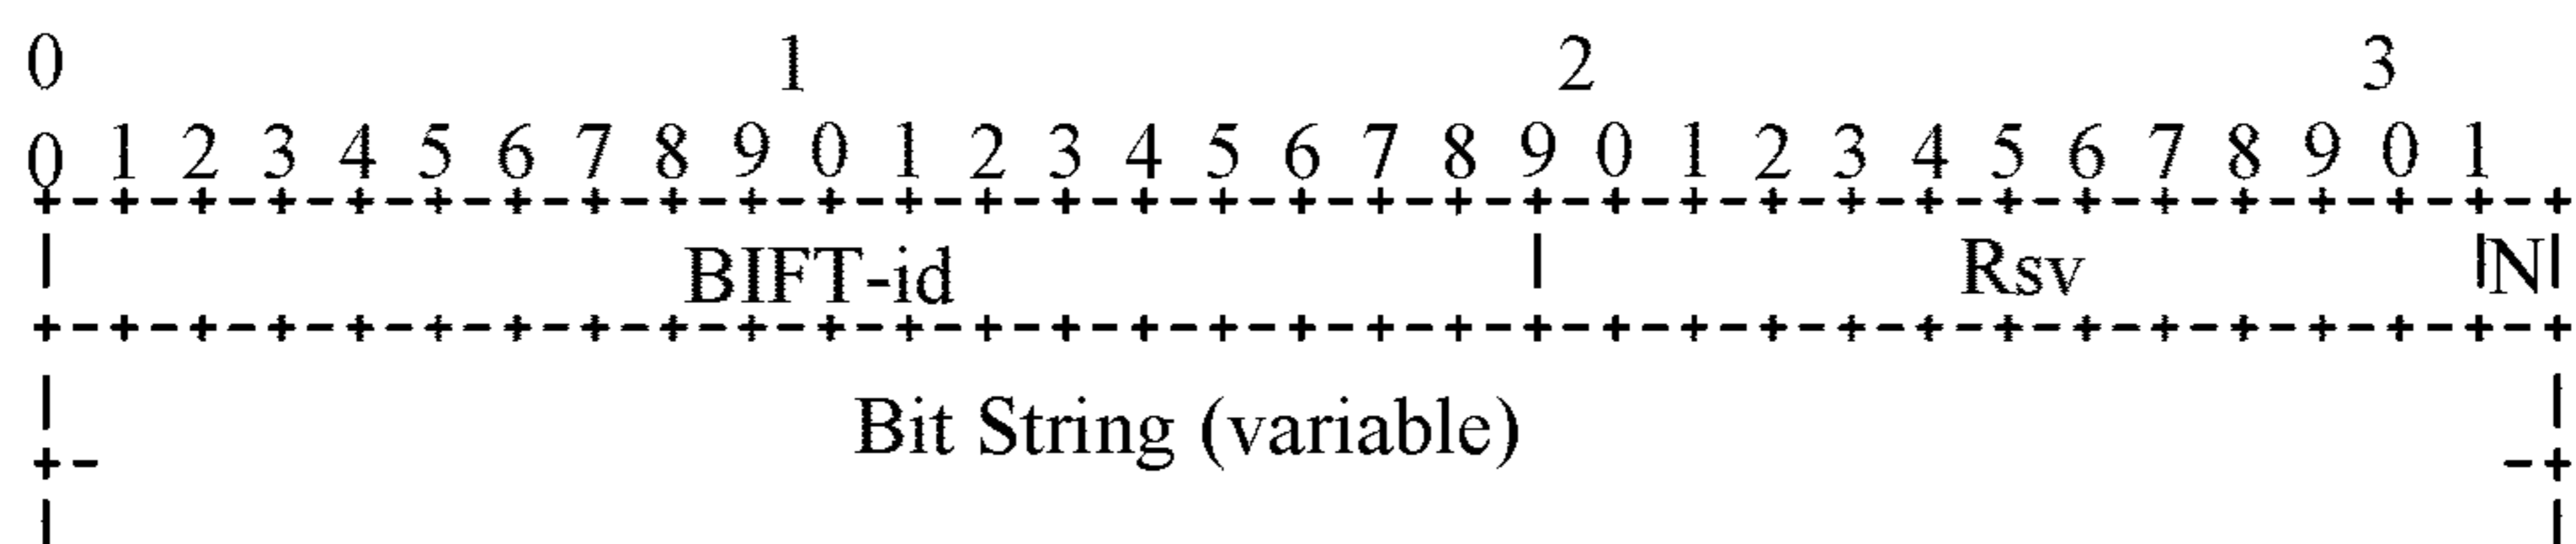 0 1 2 3
0 1 2 3 4 5 6 7 8 9 0 1 2 3 4 5 6 7 8 9 0 1 2 3 4 5 6 7 8 9 0 1
+-+-+-+-+-+-+-+-+-+-+-+-+-+-+-+-+-+-+-+-+-+-+-+-+-+-+-+-+-+-+-+-+
| BIFT-id | Rsv |N|
+-+-+-+-+-+-+-+-+-+-+-+-+-+-+-+-+-+-+-+-+-+-+-+-+-+-+-+-+-+-+-+-+
| Bit String (variable) |
+- -+
| |